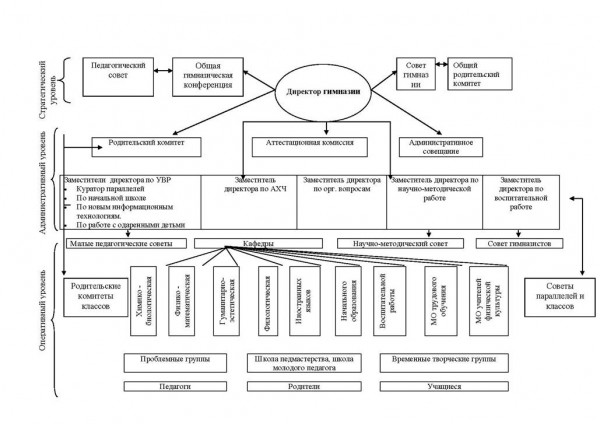 Стратегический
уровень
Педагогический
совет
Общая
гимназическая
конференция
Директор гимназии
Совет
гимназ
ии
Общий
родительский
комитет
Административный уровень
Родительский комитет
Аттестационная комиссия
Административное
совещание
Заместители директора по УВР
• Куратор параллелей
• По начальной школе
• По новым информационным
технологиям.
• По работе с одаренными детьми
Заместитель
директора по АХЧ
Заместитель директора
по орг. вопросам
Заместитель директора по
научно-методической
работе
Заместитель
директора по
воспитательной
работе
Оперативный уровень
Малые педагогические советы
Кафедры
Научно-методический совет
Совет гимназистов
Родительские
комитеты
классов
Химико -
биологическая
Физико -
математическая
Гуманитарно-
эстетическая
Филологическая
Иностранных
языков
Начального
образования
Воспитательной
работы
МО трудового
обучения
МО учителей
физической
культуры
Советы
параллелей и
классов
Проблемные группы
Школа педмастерства, школа
молодого педагога
Временные творческие группы
Педагоги
Родители
Учащиеся